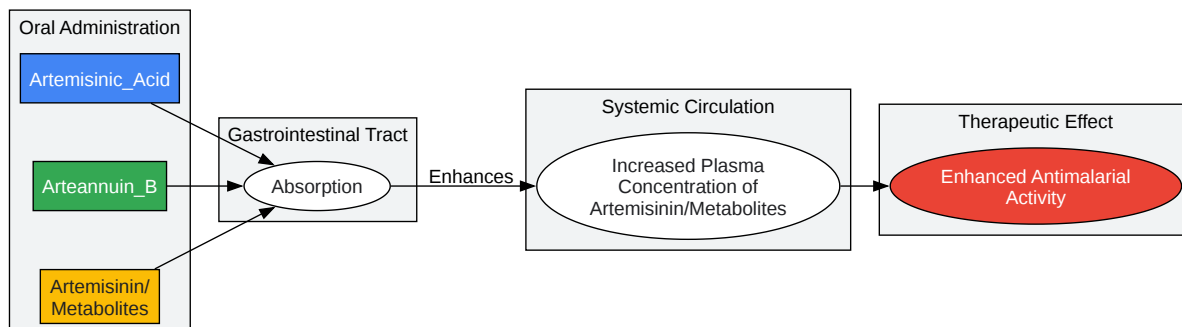 Oral Administration
Artemisinic_Acid
Arteannuin_B
Artemisinin/
Metabolites
Gastrointestinal Tract
Absorption
Enhances
Systemic Circulation
Increased Plasma
Concentration of
Artemisinin/Metabolites
Therapeutic Effect
Enhanced Antimalarial
Activity